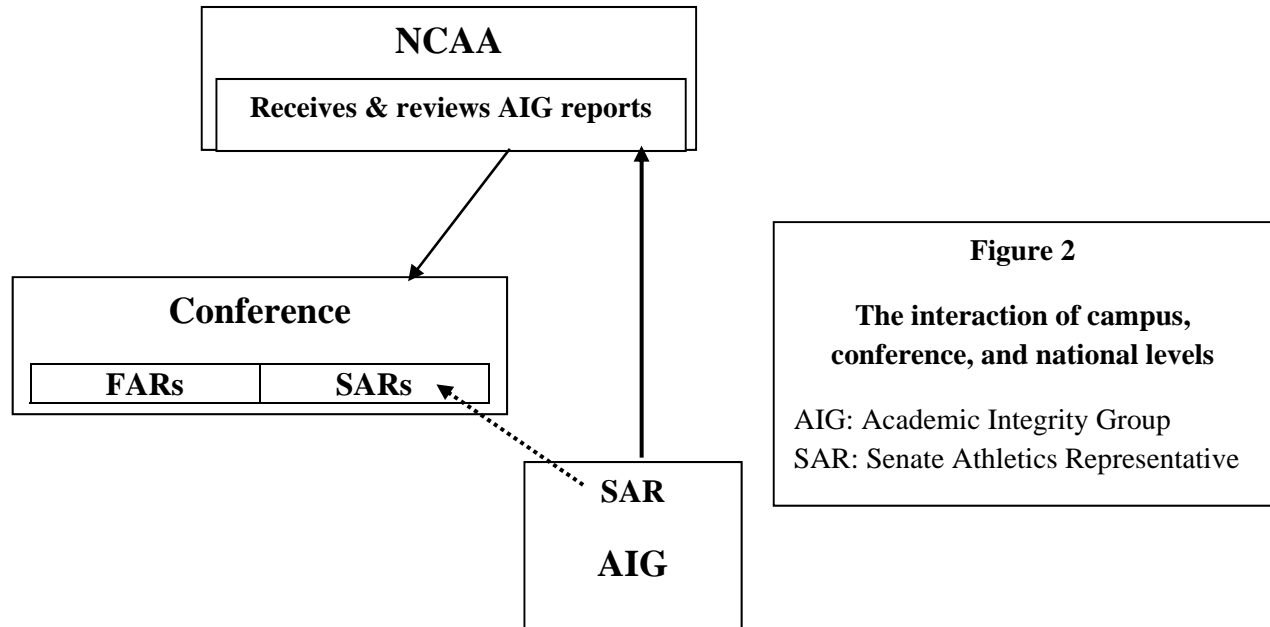 NCAA
Receives & reviews AIG reports
Conference
FARs SARs
SAR
AIG
Figure 2
The interaction of campus,
conference, and national levels
AIG: Academic Integrity Group
SAR: Senate Athletics Representative